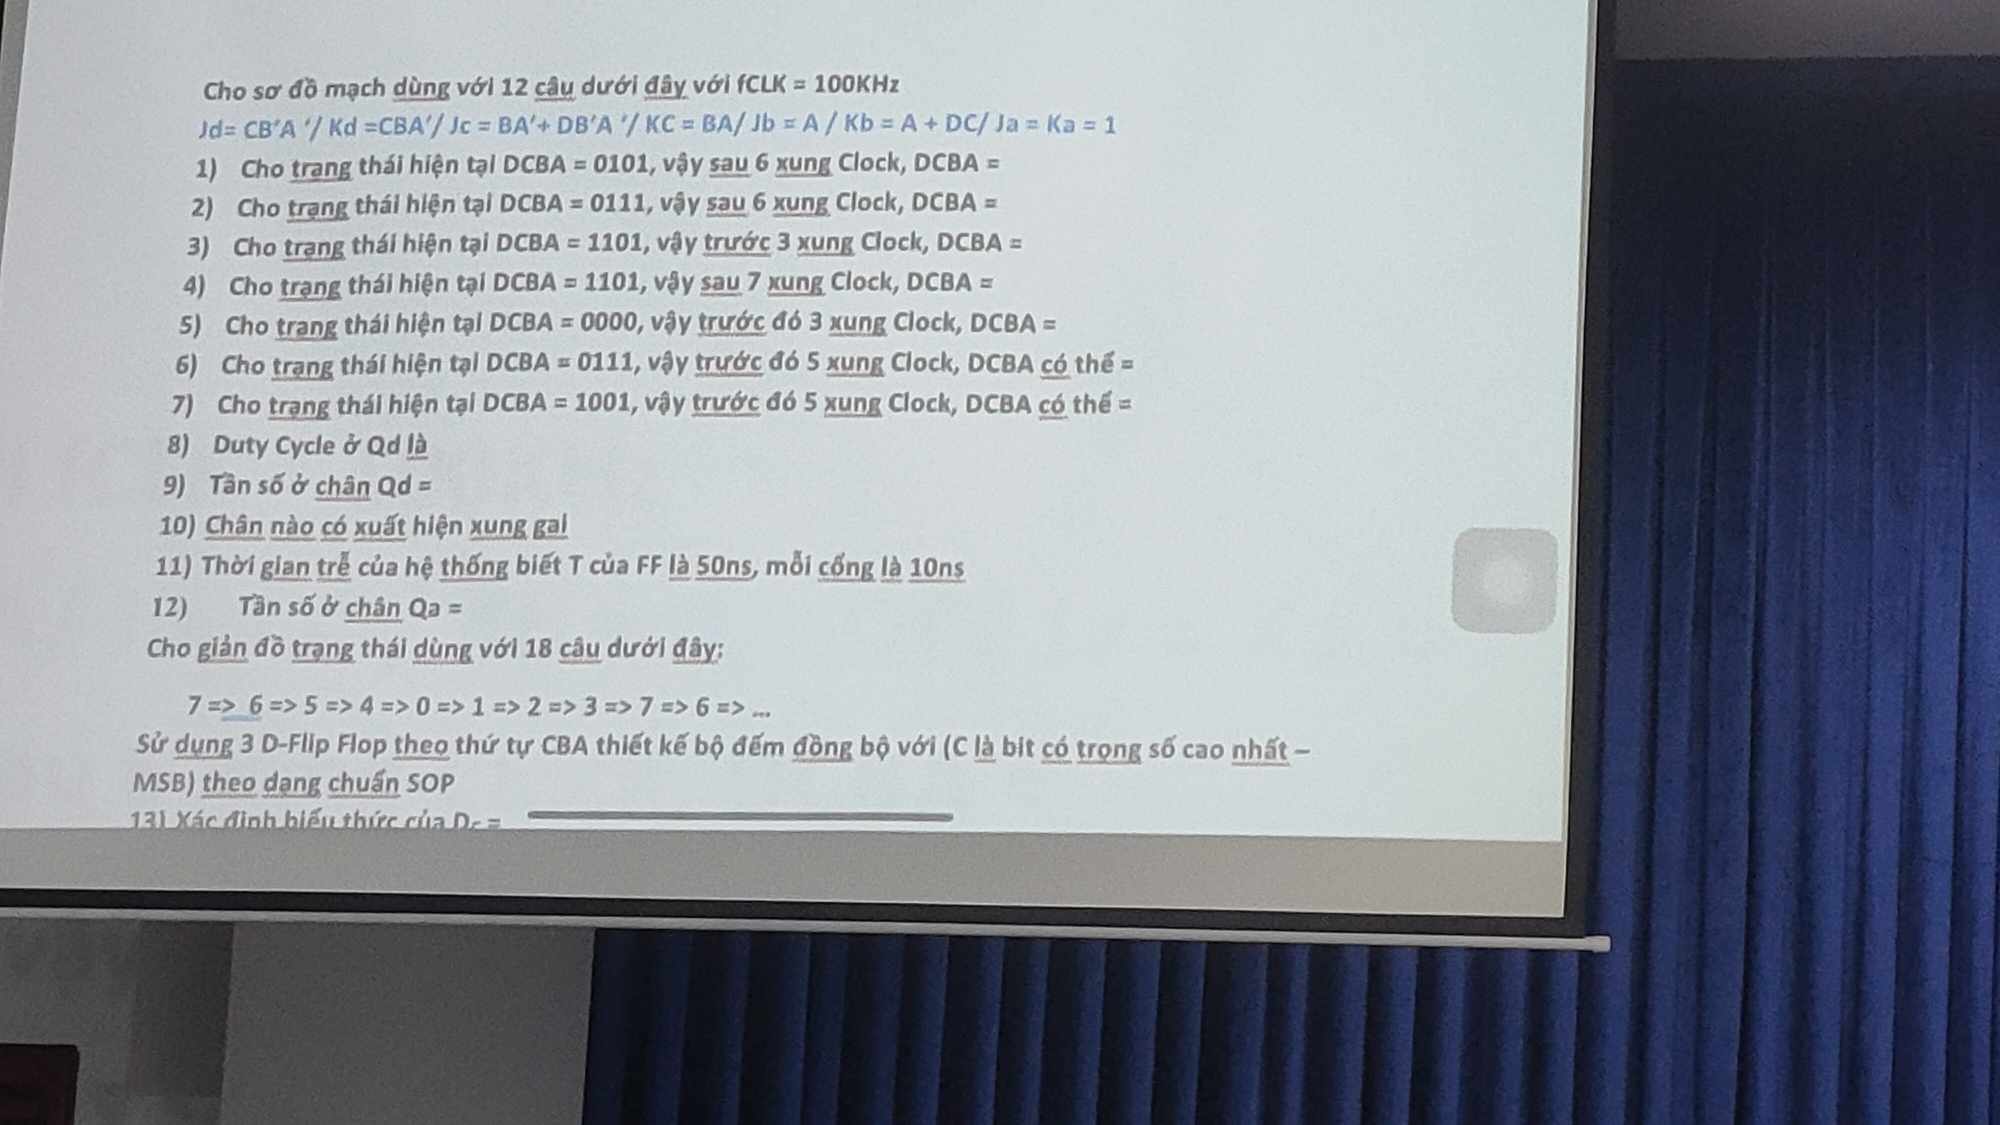 Cho sơ đồ mạch dùng với 12 câu dưới đây với fCLK = 100KHz
Jd= CB'A '/ Kd =CBA'/ Jc = BA'+ DB'A '/ KC = BA/ Jb = A / Kb = A + DC/ Ja = Ka = 1
1) Cho trạng thái hiện tại DCBA = 0101, vậy sau 6 xung Clock, DCBA =
2) Cho trạng thái hiện tại DCBA = 0111, vậy sau 6 xung Clock, DCBA =
3) Cho trạng thái hiện tại DCBA = 1101, vậy trước 3 xung Clock, DCBA =
4) Cho trạng thái hiện tại DCBA = 1101, vậy sau 7 xung Clock, DCBA =
5) Cho trạng thái hiện tại DCBA = 0000, vậy trước đó 3 xung Clock, DCBA =
6) Cho trạng thái hiện tại DCBA = 0111, vậy trước đó 5 xung Clock, DCBA có thể =
7) Cho trạng thái hiện tại DCBA = 1001, vậy trước đó 5 xung Clock, DCBA có thể =
8) Duty Cycle ở Qd là
9) Tần số ở chân Qd =
10) Chân nào có xuất hiện xung gai
11) Thời gian trễ của hệ thống biết T của FF là 50ns, mỗi cổng là 10ns
12) Tần số ở chân Qa =
Cho giản đồ trạng thái dùng với 18 câu dưới đây:
7 => 6 => 5 => 4 => 0 => 1 => 2 => 3 => 7 => 6 => ...
Sử dụng 3 D-Flip Flop theo thứ tự CBA thiết kế bộ đếm đồng bộ với (C là bit có trọng số cao nhất –
MSB) theo dạng chuẩn SOP
13) Xác định biểu thức của Dc =